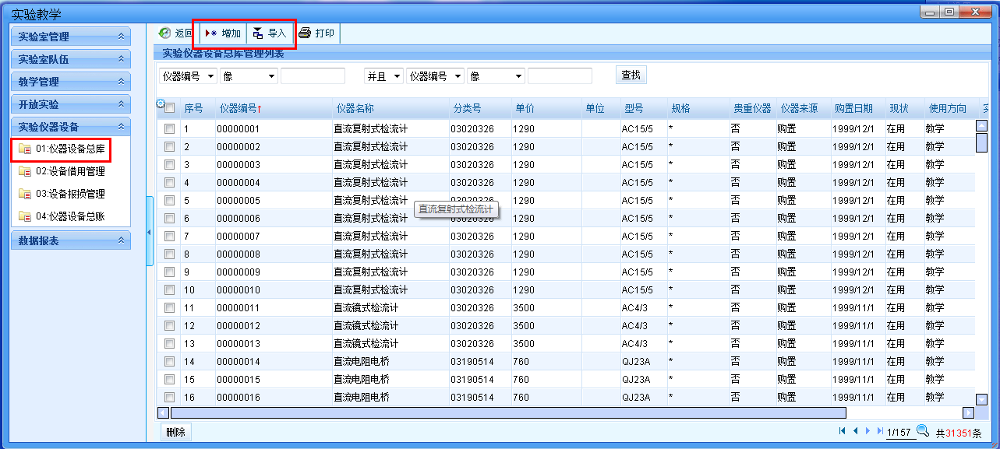 实验教学
实验室管理
实验室队伍
教学管理
开放实验
实验仪器设备
01:仪器设备总库
02:设备借用管理
03:设备报损管理
04:仪器设备总账
数据报表
返回 增加 导入 打印
实验仪器设备总库管理列表
仪器编号 像 并且 仪器编号 像 查找
序号 仪器编号↑ 仪器名称 分类号 单价 单位 型号 规格 贵重仪器 仪器来源 购置日期 现状 使用方向
1 00000001 直流复射式检流计 03020326 1290 AC15/5 * 否 购置 1999/12/1 在用 教学
2 00000002 直流复射式检流计 03020326 1290 AC15/5 * 否 购置 1999/12/1 在用 教学
3 00000003 直流复射式检流计 03020326 1290 AC15/5 * 否 购置 1999/12/1 在用 教学
4 00000004 直流复射式检流计 03020326 1290 AC15/5 * 否 购置 1999/12/1 在用 教学
5 00000005 直流复射式检流计 03020326 1290 AC15/5 * 否 购置 1999/12/1 在用 教学
直流复射式检流计
6 00000006 直流复射式检流计 03020326 1290 AC15/5 * 否 购置 1999/12/1 在用 教学
7 00000007 直流复射式检流计 03020326 1290 AC15/5 * 否 购置 1999/12/1 在用 教学
8 00000008 直流复射式检流计 03020326 1290 AC15/5 * 否 购置 1999/12/1 在用 教学
9 00000009 直流复射式检流计 03020326 1290 AC15/5 * 否 购置 1999/12/1 在用 教学
10 00000010 直流复射式检流计 03020326 1290 AC15/5 * 否 购置 1999/12/1 在用 教学
11 00000011 直流镜式检流计 03020326 3500 AC4/3 * 否 购置 1999/11/1 在用 教学
12 00000012 直流镜式检流计 03020326 3500 AC4/3 * 否 购置 1999/11/1 在用 教学
13 00000013 直流镜式检流计 03020326 3500 AC4/3 * 否 购置 1999/11/1 在用 教学
14 00000014 直流电阻电桥 03190514 760 QJ23A * 否 购置 1999/11/1 在用 教学
15 00000015 直流电阻电桥 03190514 760 QJ23A * 否 购置 1999/11/1 在用 教学
16 00000016 直流电阻电桥 03190514 760 QJ23A * 否 购置 1999/11/1 在用 教学
删除 1/157 共31351条